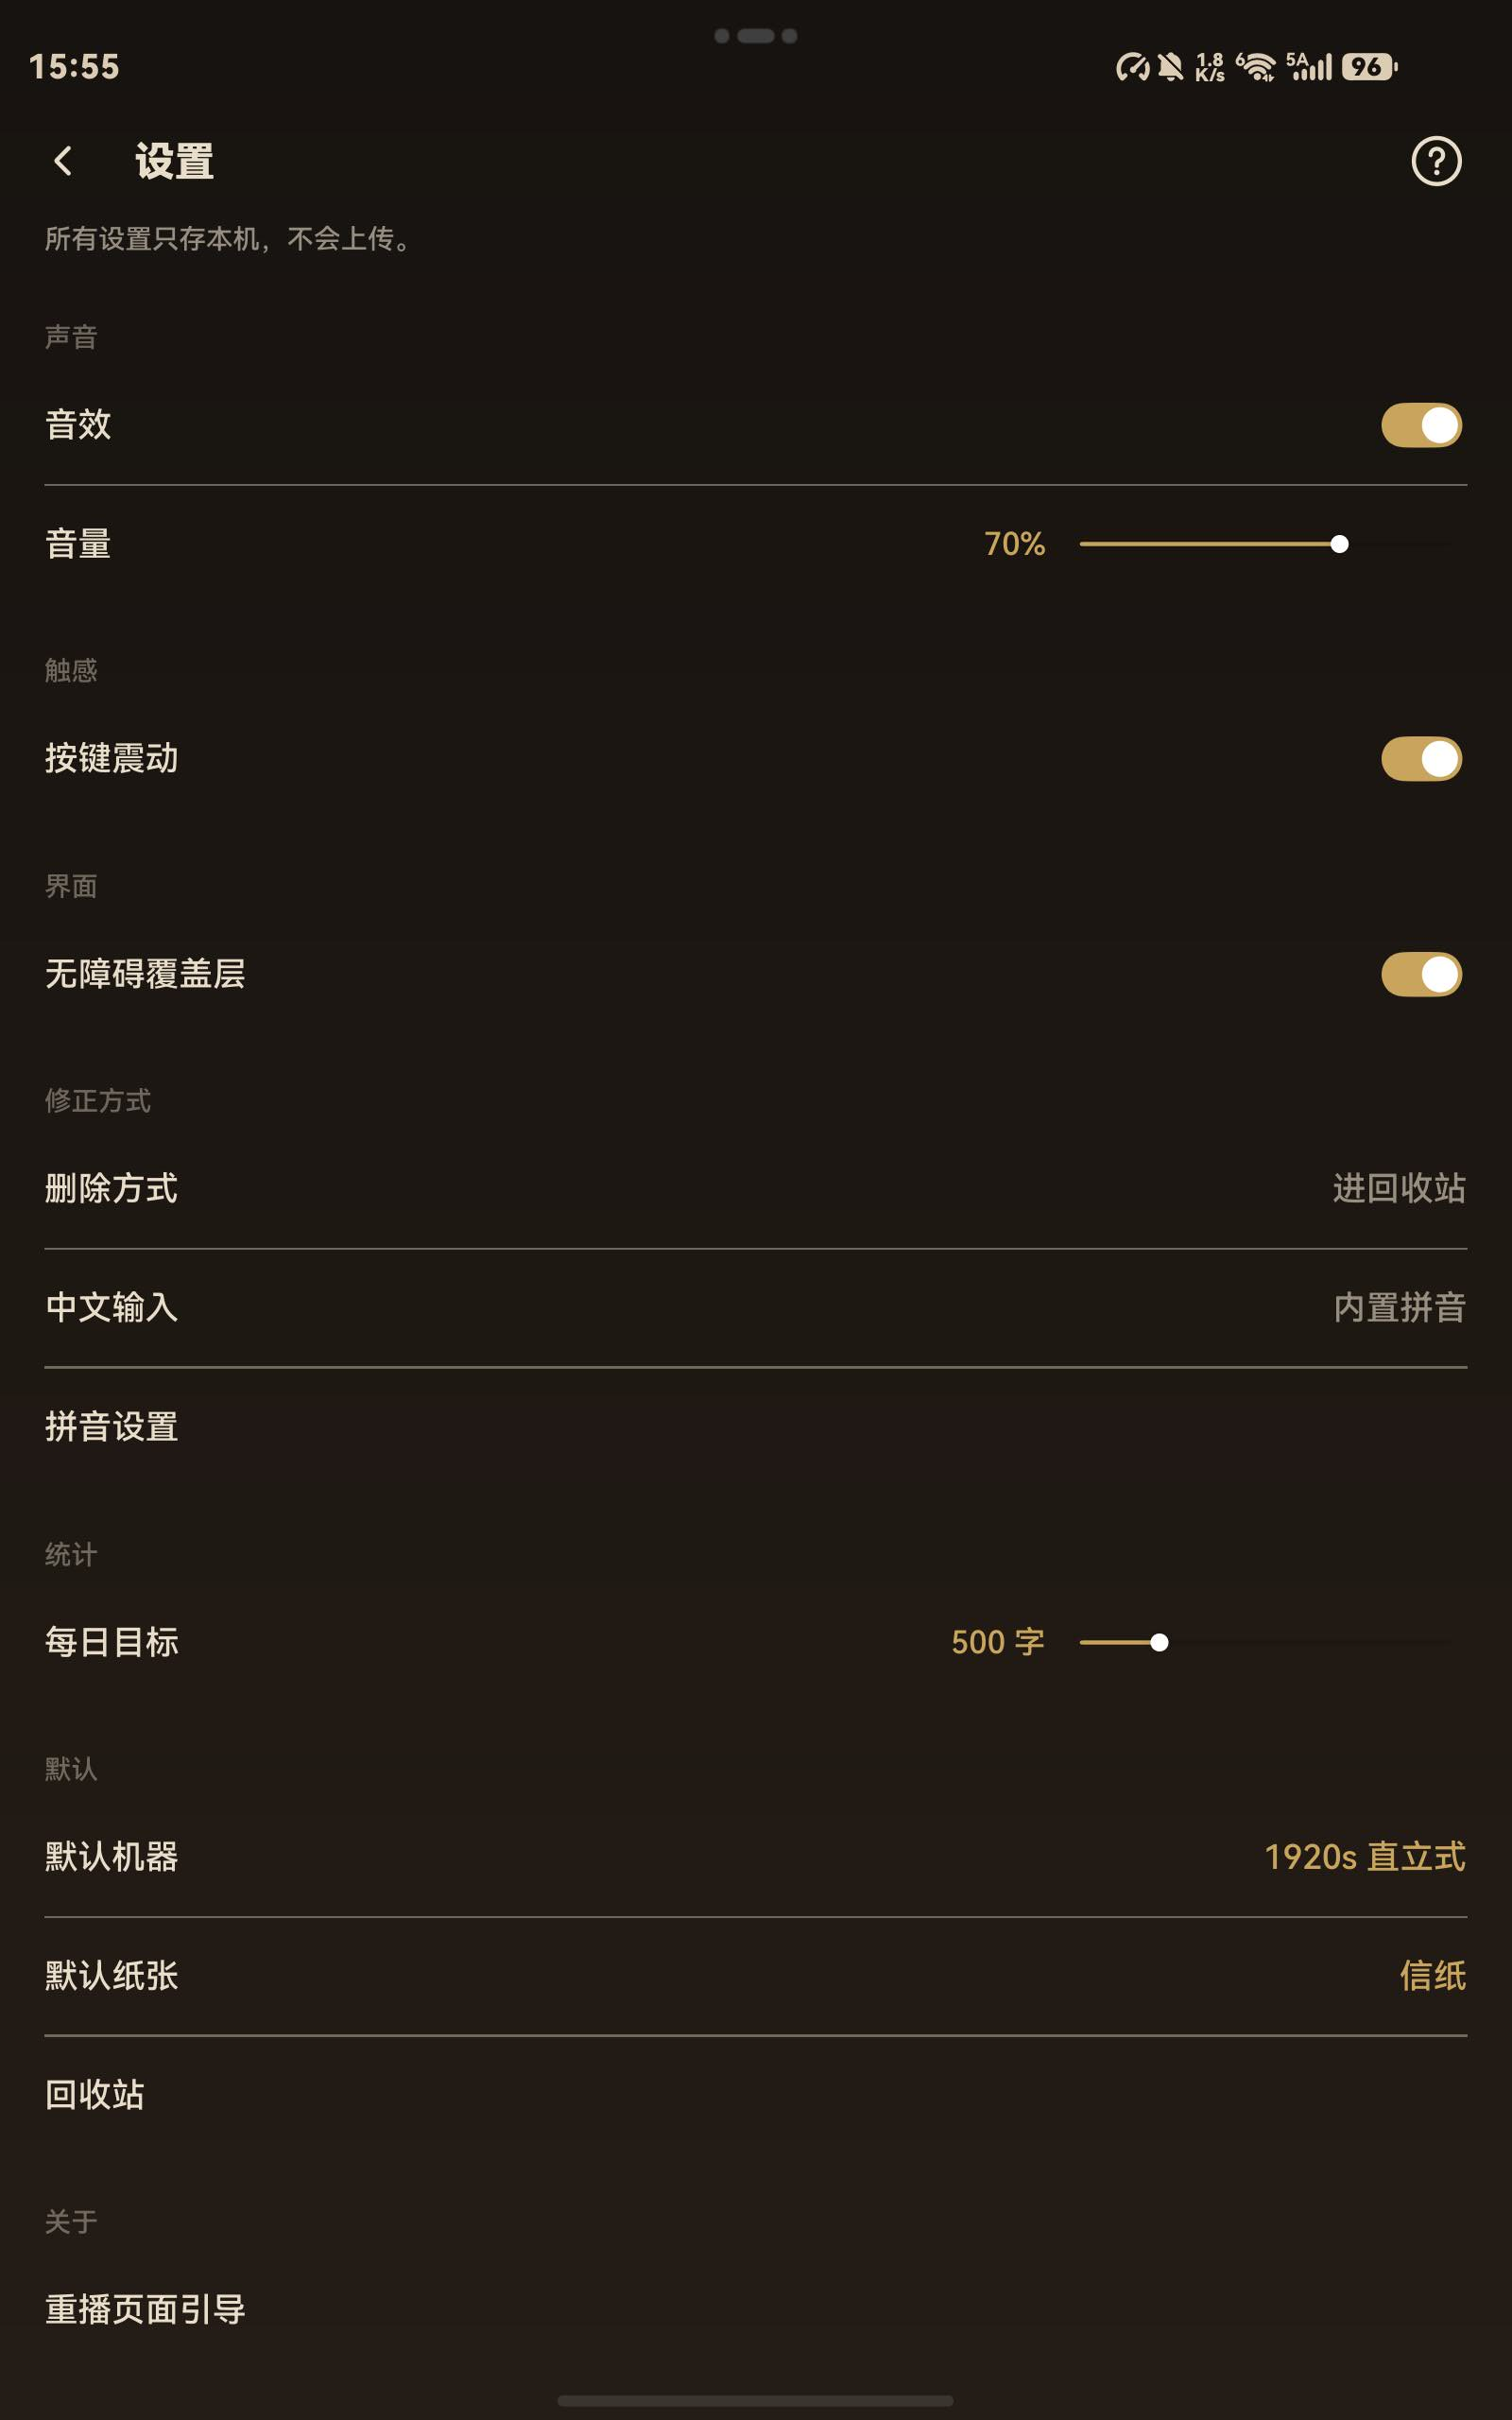 15:55
1.8 K/s 6 5A 96
设置
所有设置只存本机，不会上传。
声音
音效
音量 70%
触感
按键震动
界面
无障碍覆盖层
修正方式
删除方式 进回收站
中文输入 内置拼音
拼音设置
统计
每日目标 500 字
默认
默认机器 1920s 直立式
默认纸张 信纸
回收站
关于
重播页面引导